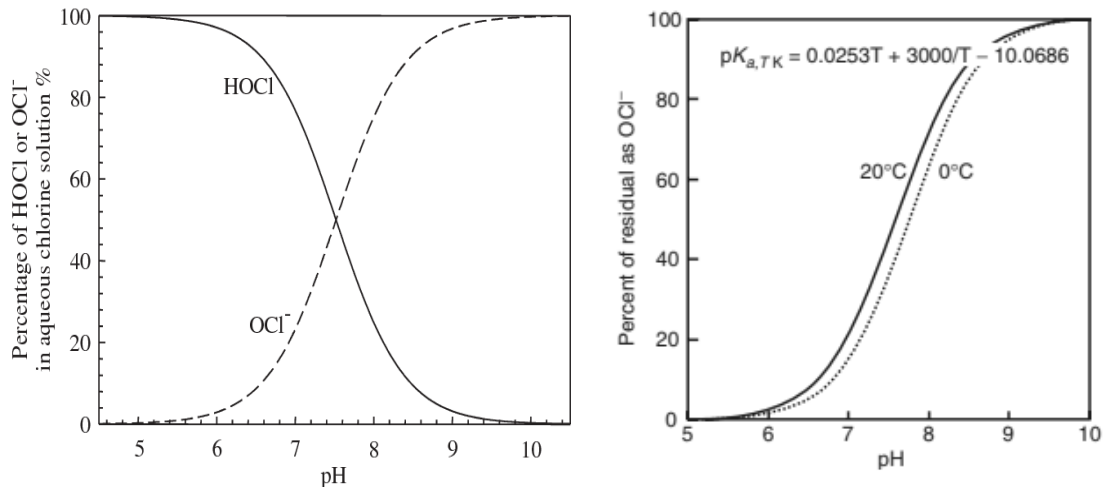 Percentage of HOCl or OCl⁻
in aqueous chlorine solution %
100
80
60
40
20
0
HOCl
OCl⁻
5 6 7 8 9 10
pH
Percent of residual as OCl⁻
100
80
60
40
20
0
pKa,TK = 0.0253T + 3000/T – 10.0686
20°C 0°C
5 6 7 8 9 10
pH